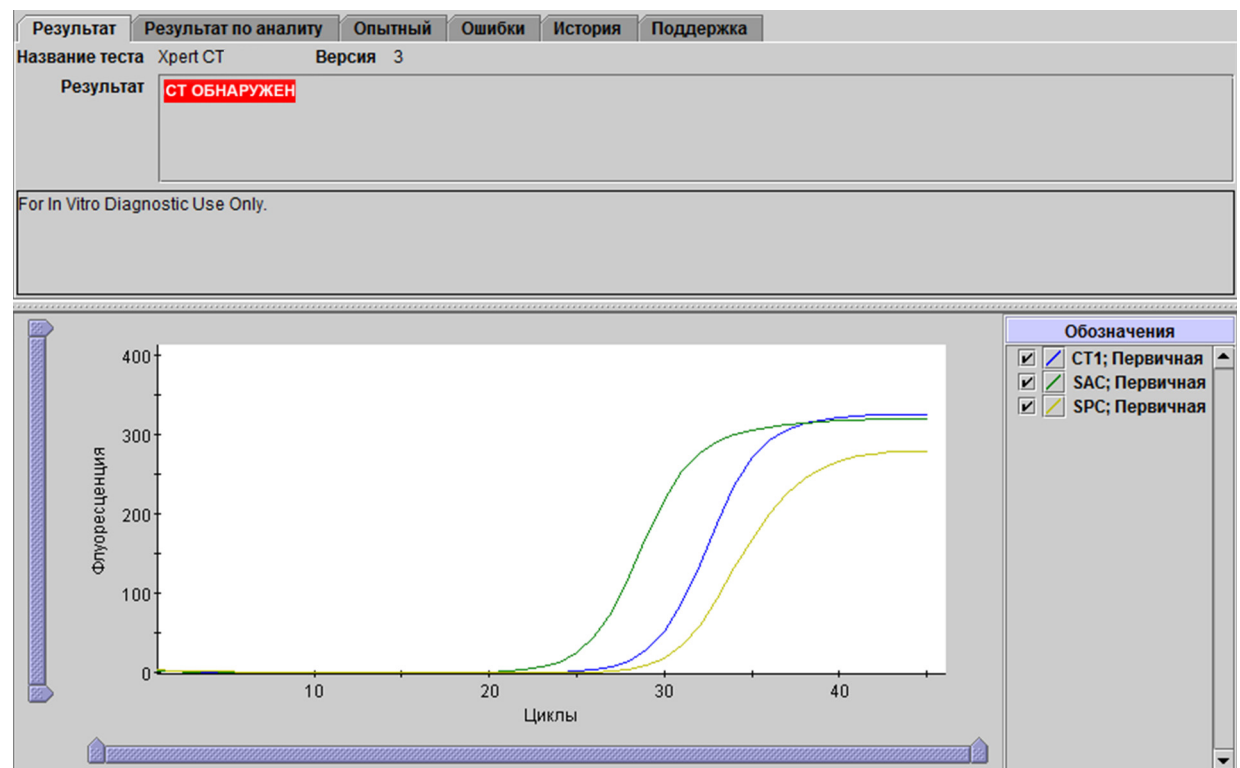 Результат Результат по аналиту Опытный Ошибки История Поддержка
Название теста Xpert CT Версия 3
Результат СТ ОБНАРУЖЕН
For In Vitro Diagnostic Use Only.
Обозначения
CT1; Первичная
SAC; Первичная
SPC; Первичная
Флуоресценция
400
300
200
100
0
10 20 30 40
Циклы